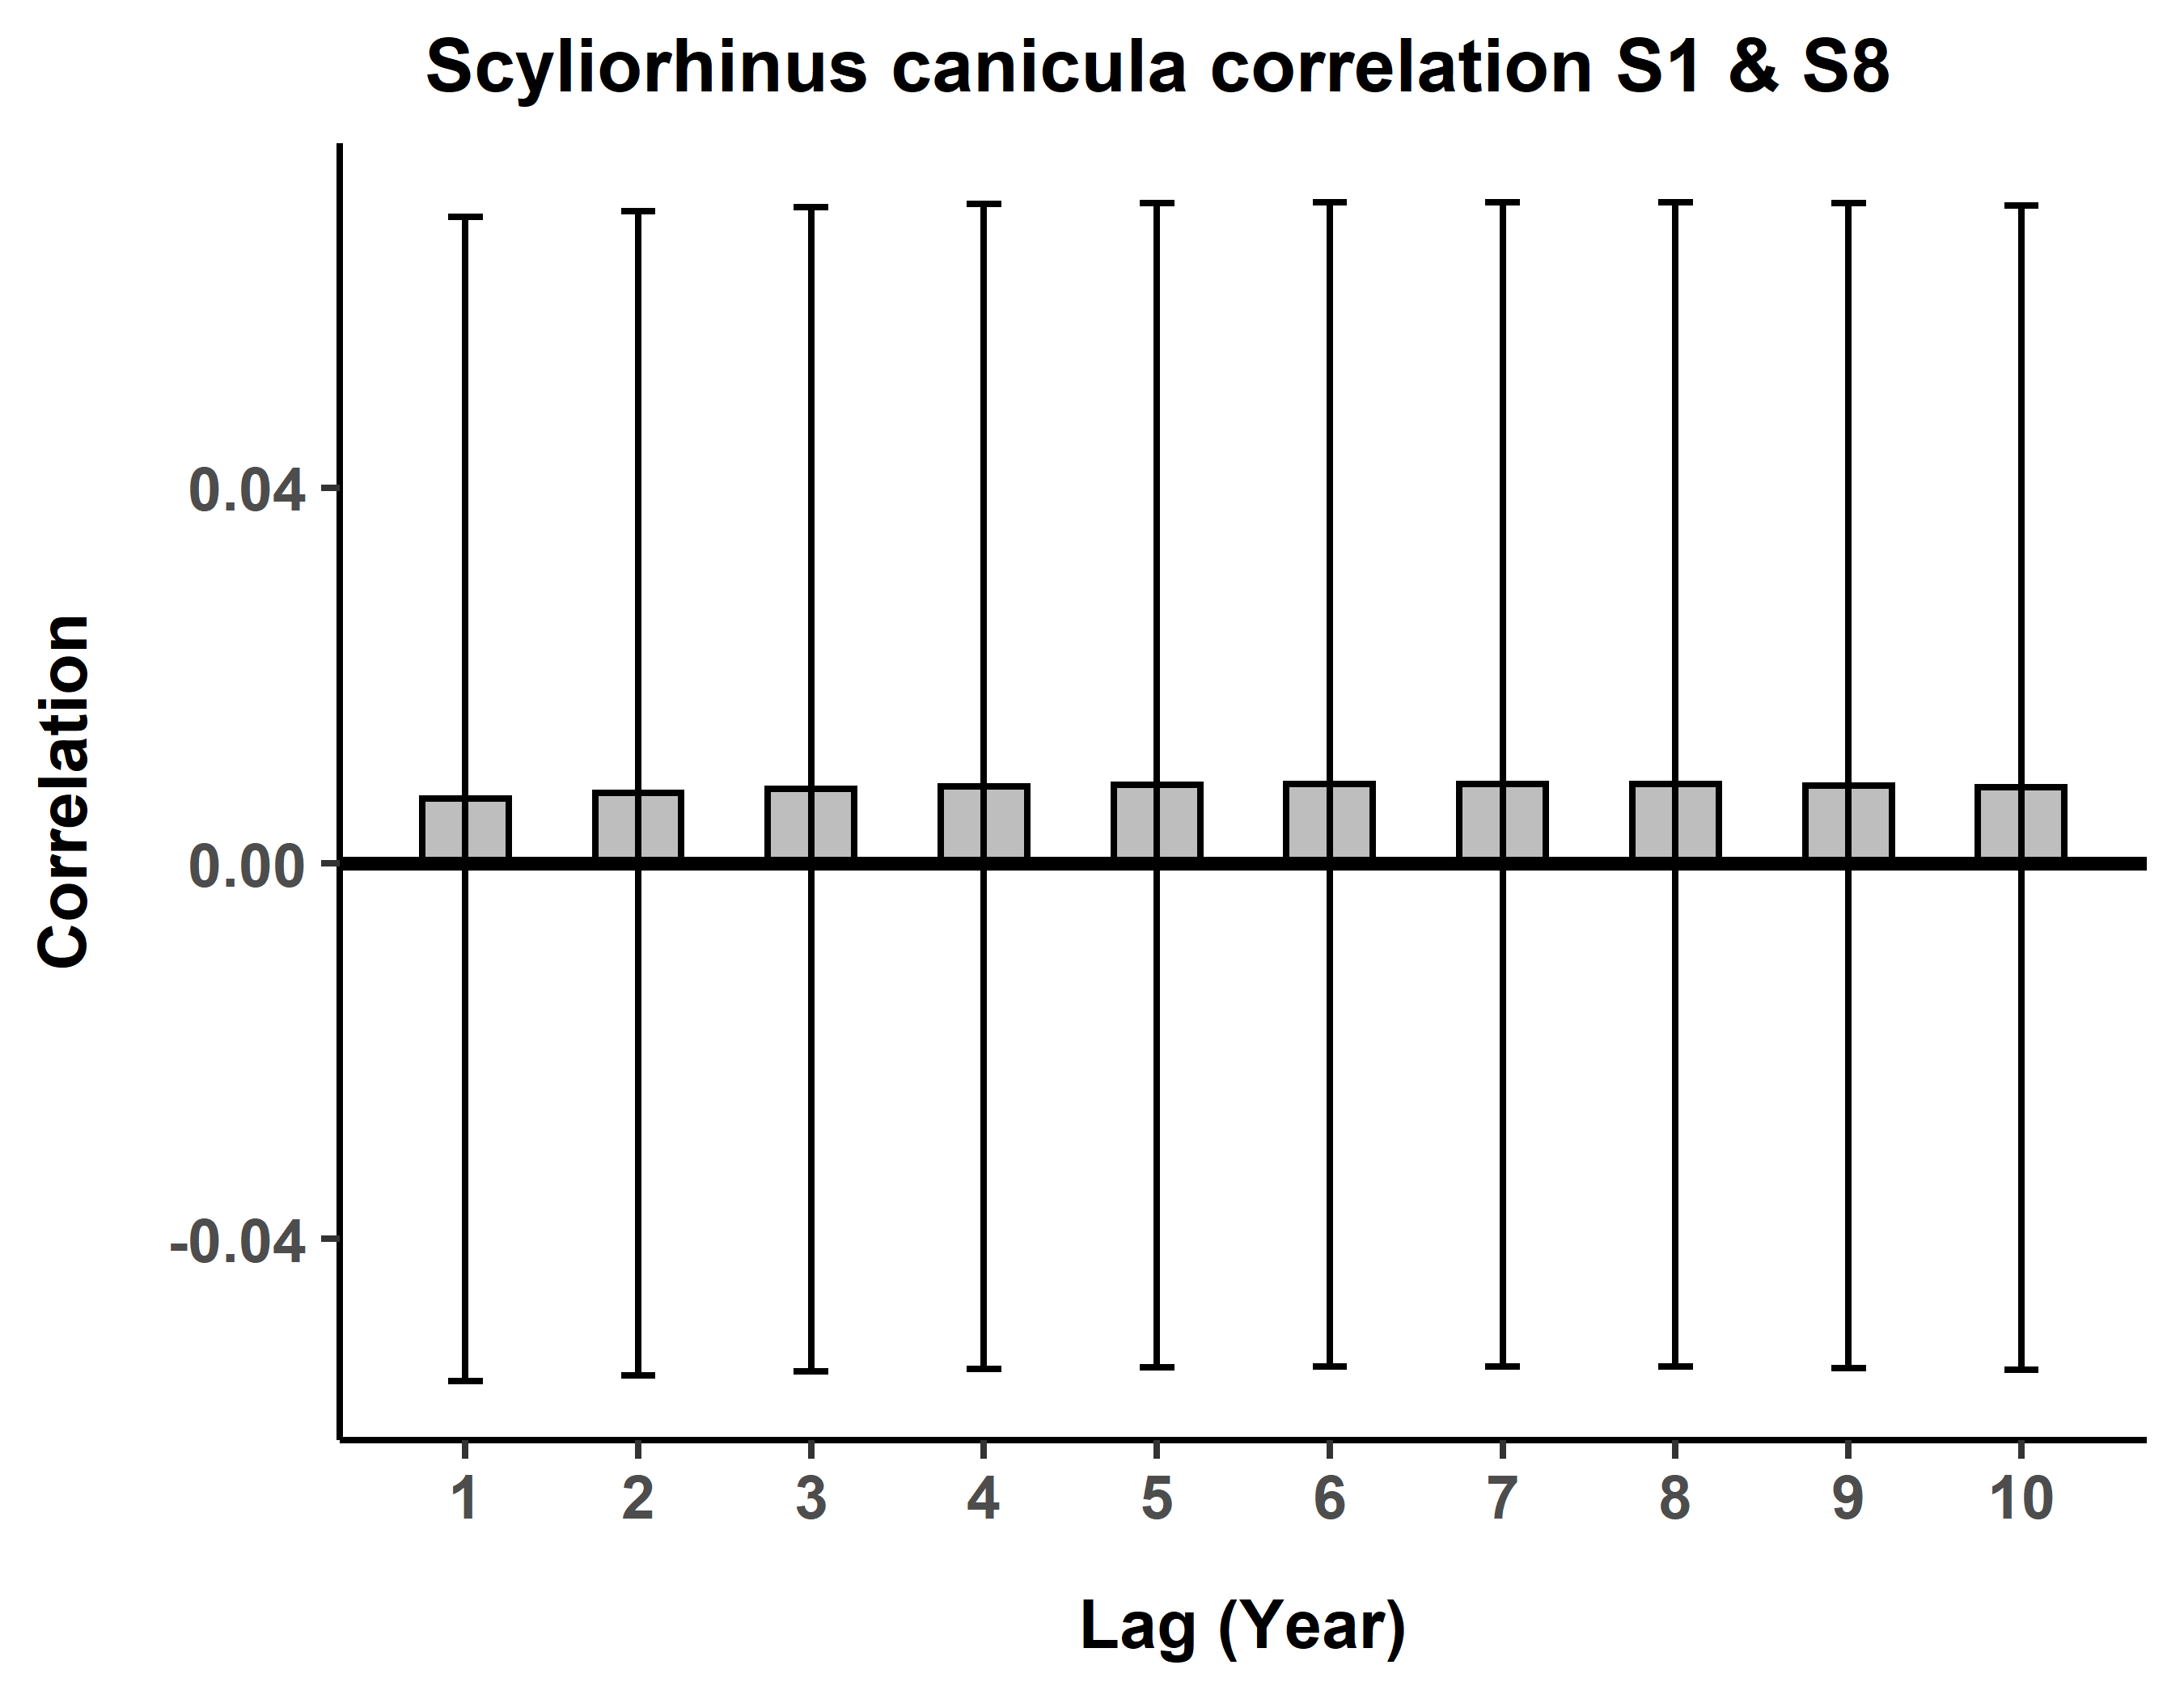 Scyliorhinus canicula correlation S1 & S8
Correlation
0.04
0.00
-0.04
1 2 3 4 5 6 7 8 9 10
Lag (Year)